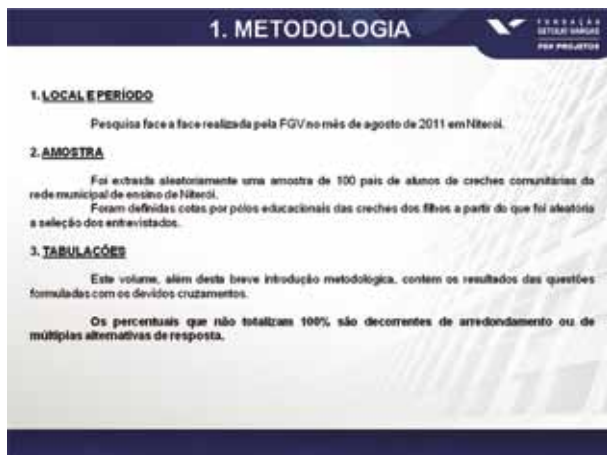 1. METODOLOGIA
FUNDAÇÃO
GETULIO VARGAS
FGV PROJETOS
1. LOCAL E PERÍODO
Pesquisa face a face realizada pela FGV no mês de agosto de 2011 em Niterói.
2. AMOSTRA
Foi extraída aleatoriamente uma amostra de 100 pais de alunos de creches comunitárias da
rede municipal de ensino de Niterói.
Foram definidas cotas por pólos educacionais das creches dos filhos a partir do que foi aleatória
a seleção dos entrevistados.
3. TABULAÇÕES
Este volume, além desta breve introdução metodológica, contem os resultados das questões
formuladas com os devidos cruzamentos.
Os percentuais que não totalizam 100% são decorrentes de arredondamento ou de
múltiplas alternativas de resposta.